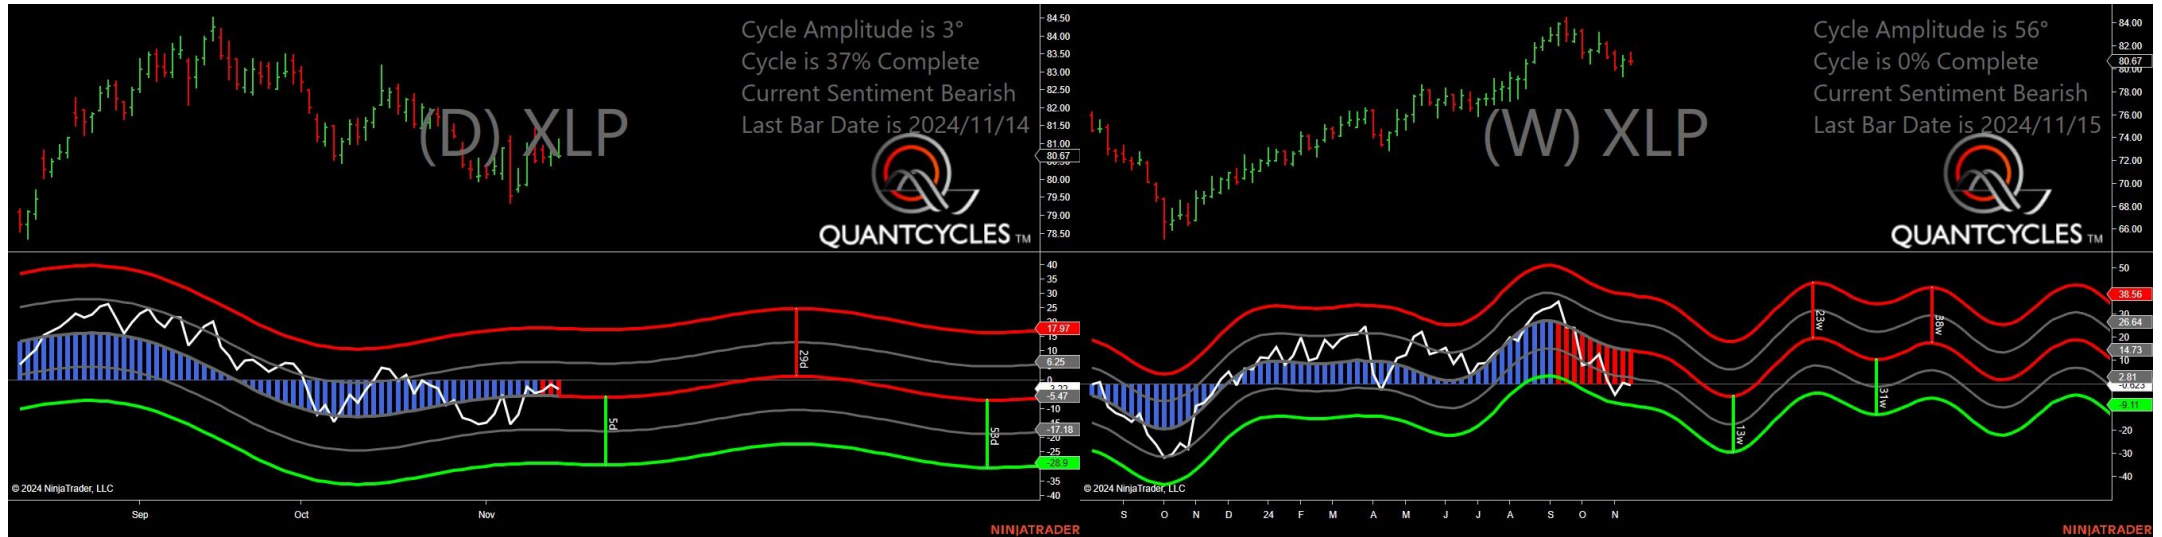 Cycle Amplitude is 3°
Cycle is 37% Complete
Current Sentiment Bearish
Last Bar Date is 2024/11/14
(D) XLP
QUANTCYCLES TM
84.50
84.00
83.50
83.00
82.50
82.00
81.50
81.00
80.67
80.00
79.50
79.00
78.50
40
35
30
25
17.97
15
10
6.25
0
-5.47
-10
-17.18
-25
-28.9
-35
-40
29d
5d
53d
© 2024 NinjaTrader, LLC
Sep
Oct
Nov
NINJATRADER
Cycle Amplitude is 56°
Cycle is 0% Complete
Current Sentiment Bearish
Last Bar Date is 2024/11/15
(W) XLP
QUANTCYCLES TM
84.00
82.00
80.67
80.00
78.00
76.00
74.00
72.00
70.00
68.00
66.00
50
38.56
30
26.64
20
14.73
10
2.81
-0.623
-9.11
-20
-30
-40
23w
13w
31w
38w
© 2024 NinjaTrader, LLC
S O N D 24 F M A M J J A S O N
NINJATRADER